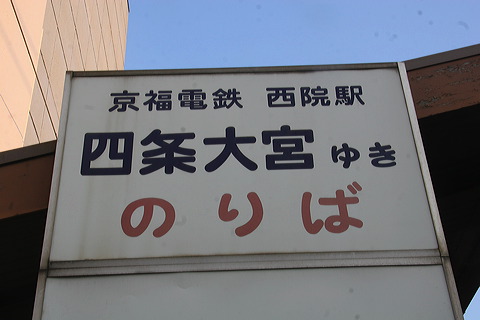 京福電鉄 西院駅
四条大宮 ゆき
のりば